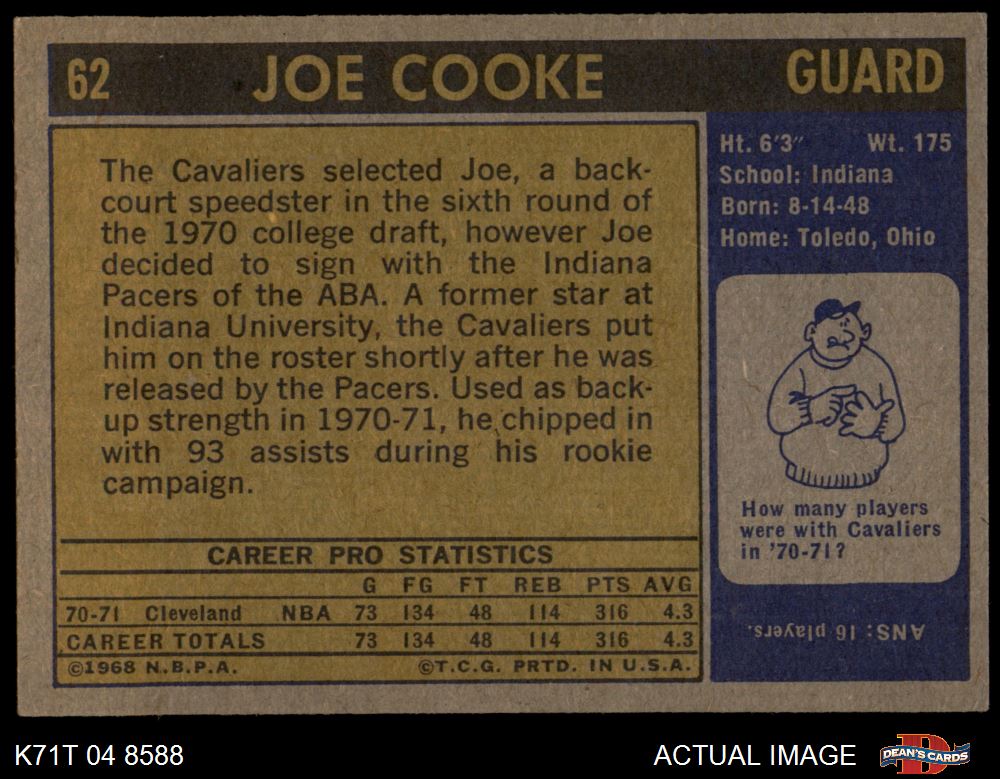 62 JOE COOKE GUARD
The Cavaliers selected Joe, a back-
court speedster in the sixth round of
the 1970 college draft, however Joe
decided to sign with the Indiana
Pacers of the ABA. A former star at
Indiana University, the Cavaliers put
him on the roster shortly after he was
released by the Pacers. Used as back-
up strength in 1970-71, he chipped in
with 93 assists during his rookie
campaign.
Ht. 6'3" Wt. 175
School: Indiana
Born: 8-14-48
Home: Toledo, Ohio
How many players
were with Cavaliers
in '70-71?
ANS: 16 players.
CAREER PRO STATISTICS
G FG FT REB PTS AVG
70-71 Cleveland NBA 73 134 48 114 316 4.3
CAREER TOTALS 73 134 48 114 316 4.3
©1968 N.B.P.A. ©T.C.G. PRTD. IN U.S.A.
K71T 04 8588 ACTUAL IMAGE D DEAN'S CARDS